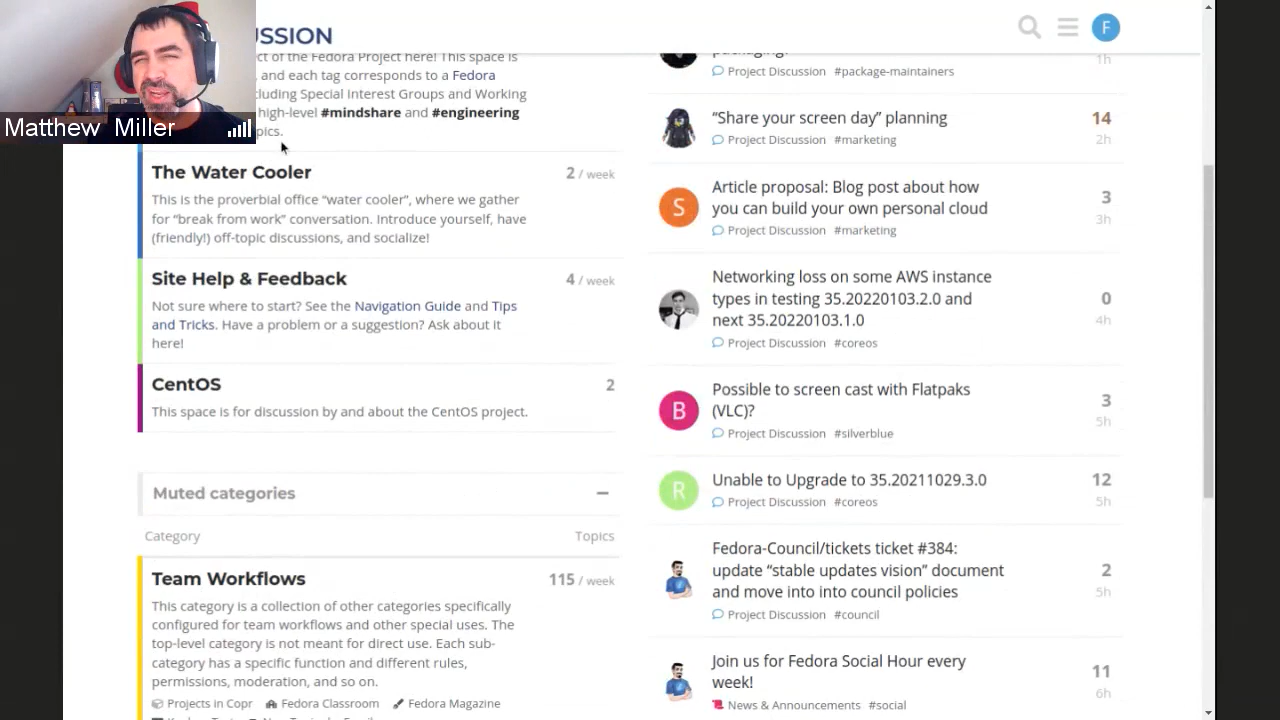 USSION
F
Matthew Miller
ect of the Fedora Project here! This space is
, and each tag corresponds to a Fedora
cluding Special Interest Groups and Working
high-level #mindshare and #engineering
pics.
The Water Cooler
2 / week
This is the proverbial office “water cooler”, where we gather
for “break from work” conversation. Introduce yourself, have
(friendly!) off-topic discussions, and socialize!
Site Help & Feedback
4 / week
Not sure where to start? See the Navigation Guide and Tips
and Tricks. Have a problem or a suggestion? Ask about it
here!
CentOS
2
This space is for discussion by and about the CentOS project.
Muted categories
Category
Topics
Team Workflows
115 / week
This category is a collection of other categories specifically
configured for team workflows and other special uses. The
top-level category is not meant for direct use. Each sub-
category has a specific function and different rules,
permissions, moderation, and so on.
Projects in Copr Fedora Classroom Fedora Magazine
packaging?
1h
Project Discussion #package-maintainers
“Share your screen day” planning
14
Project Discussion #marketing
2h
S
Article proposal: Blog post about how
you can build your own personal cloud
3
3h
Project Discussion #marketing
Networking loss on some AWS instance
types in testing 35.20220103.2.0 and
next 35.20220103.1.0
0
4h
Project Discussion #coreos
B
Possible to screen cast with Flatpaks
(VLC)?
3
5h
Project Discussion #silverblue
R
Unable to Upgrade to 35.20211029.3.0
12
Project Discussion #coreos
5h
Fedora-Council/tickets ticket #384:
update “stable updates vision” document
and move into into council policies
2
5h
Project Discussion #council
Join us for Fedora Social Hour every
week!
11
6h
News & Announcements #social